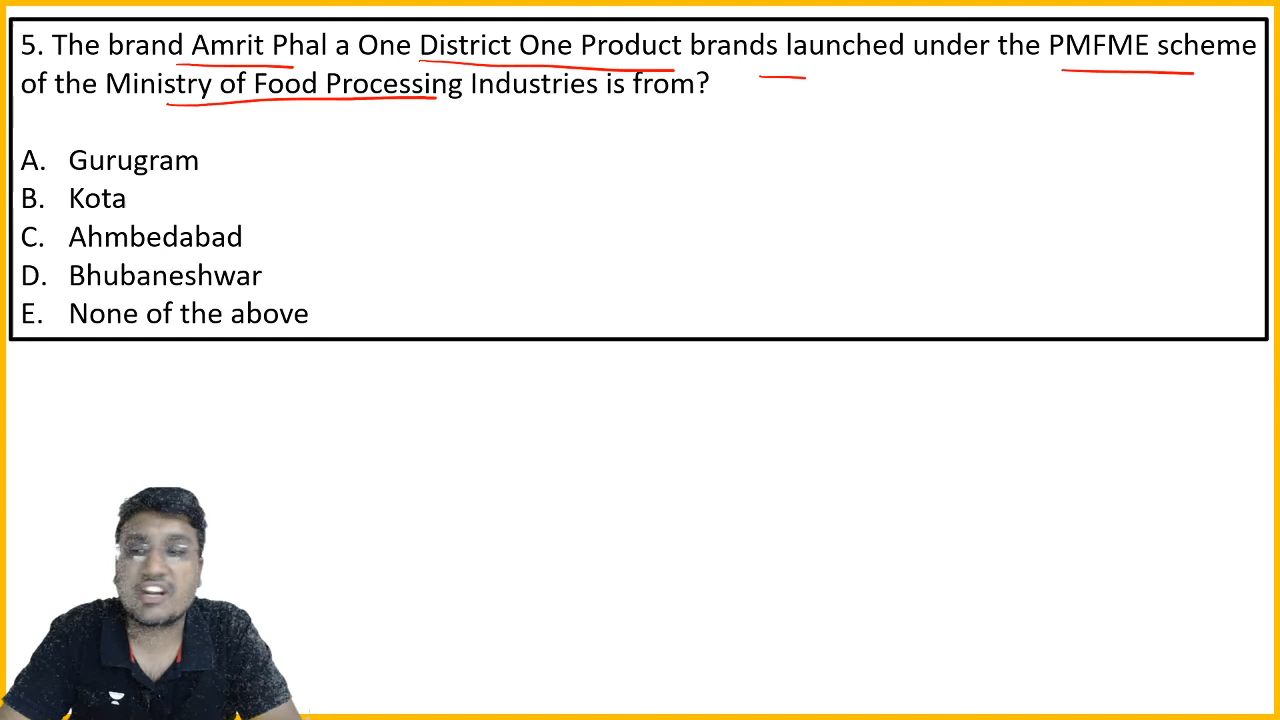 5. The brand Amrit Phal a One District One Product brands launched under the PMFME scheme
of the Ministry of Food Processing Industries is from?
A. Gurugram
B. Kota
C. Ahmbedabad
D. Bhubaneshwar
E. None of the above